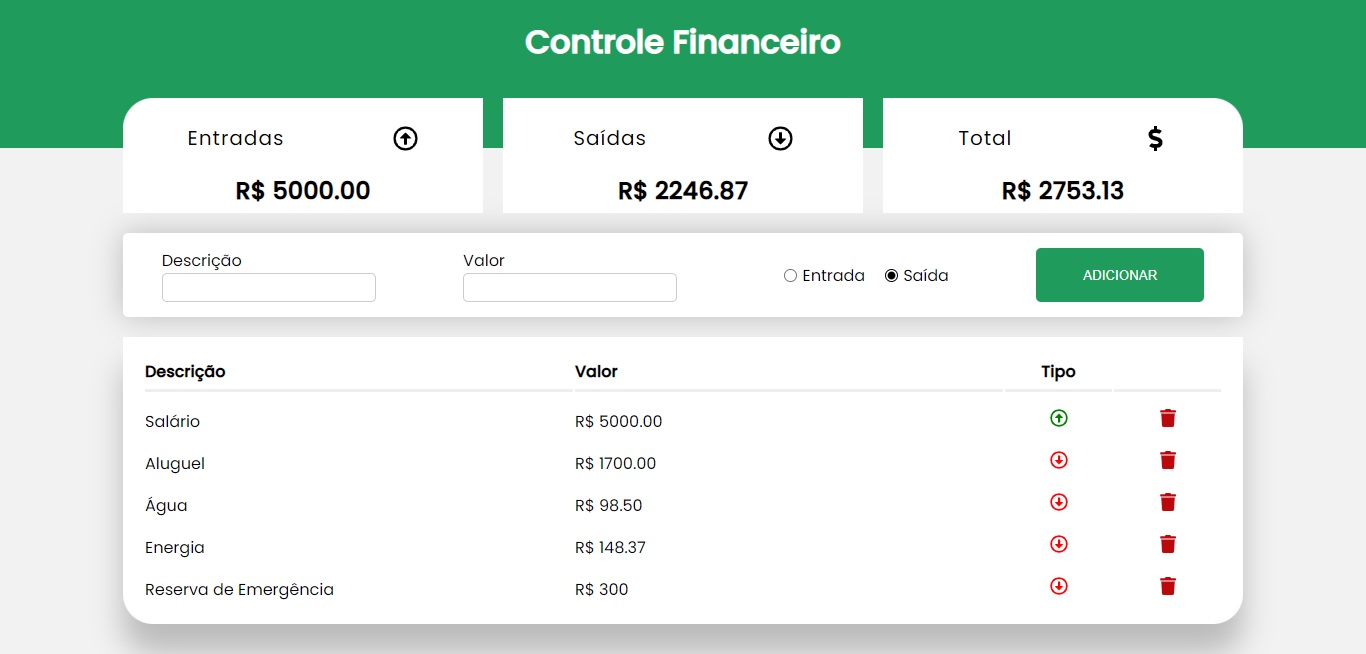 Controle Financeiro
Entradas
R$ 5000.00
Saídas
R$ 2246.87
Total
$
R$ 2753.13
Descrição
Valor
Entrada
Saída
ADICIONAR
Descrição Valor Tipo
Salário R$ 5000.00
Aluguel R$ 1700.00
Água R$ 98.50
Energia R$ 148.37
Reserva de Emergência R$ 300